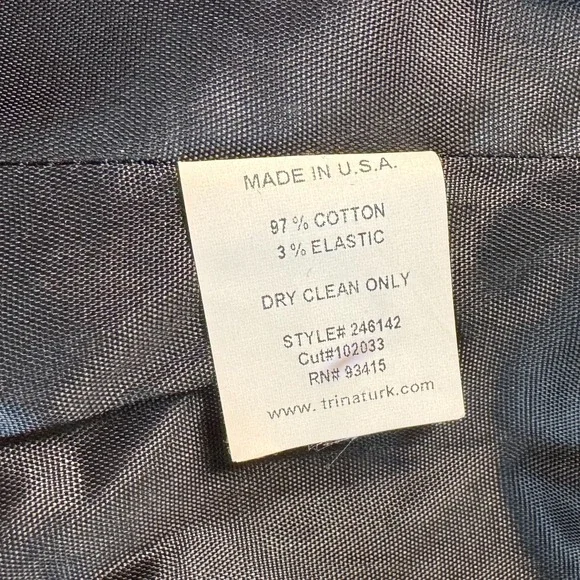 MADE IN U.S.A.
97% COTTON
3% ELASTIC
DRY CLEAN ONLY
STYLE# 246142
Cut#102033
RN# 93415
www. trinaturk.com